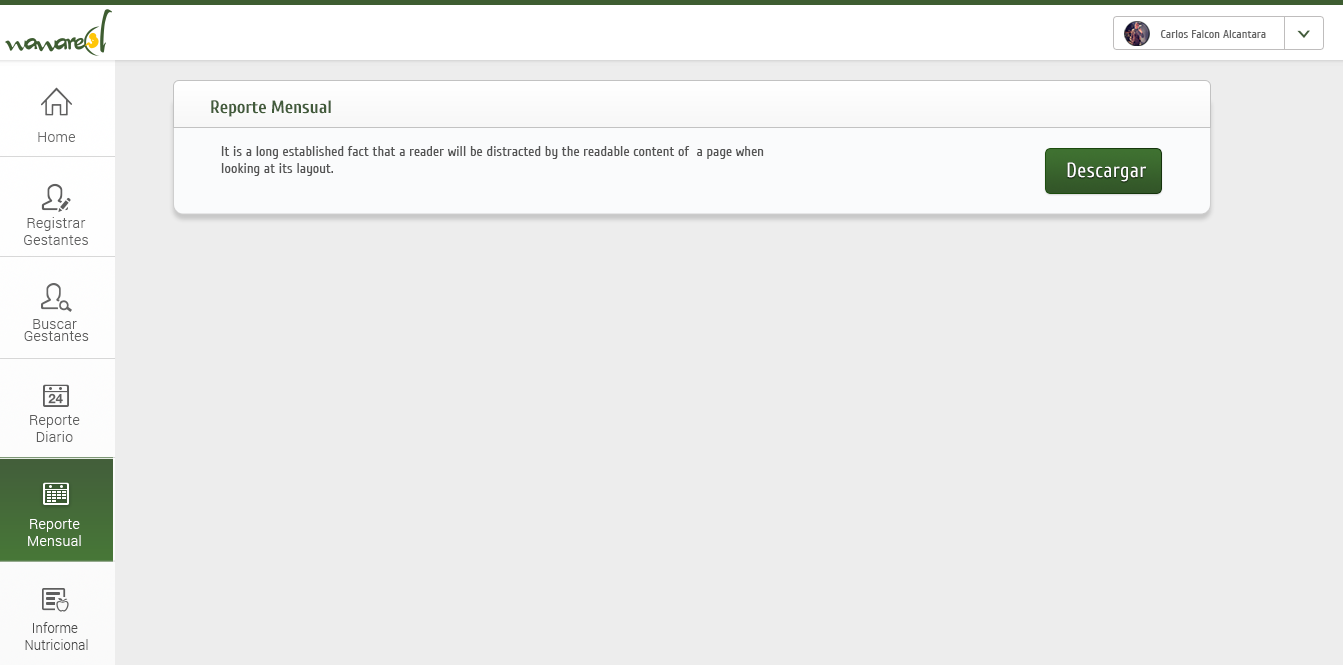 wawared
Carlos Falcon Alcantara
Home
Registrar
Gestantes
Buscar
Gestantes
24
Reporte
Diario
Reporte
Mensual
Informe
Nutricional
Reporte Mensual
It is a long established fact that a reader will be distracted by the readable content of  a page when
looking at its layout.
Descargar